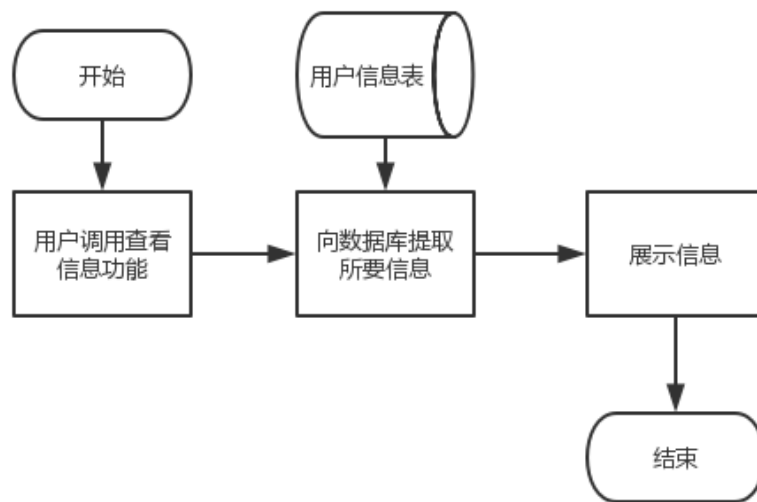 开始
用户信息表
用户调用查看
信息功能
向数据库提取
所要信息
展示信息
结束